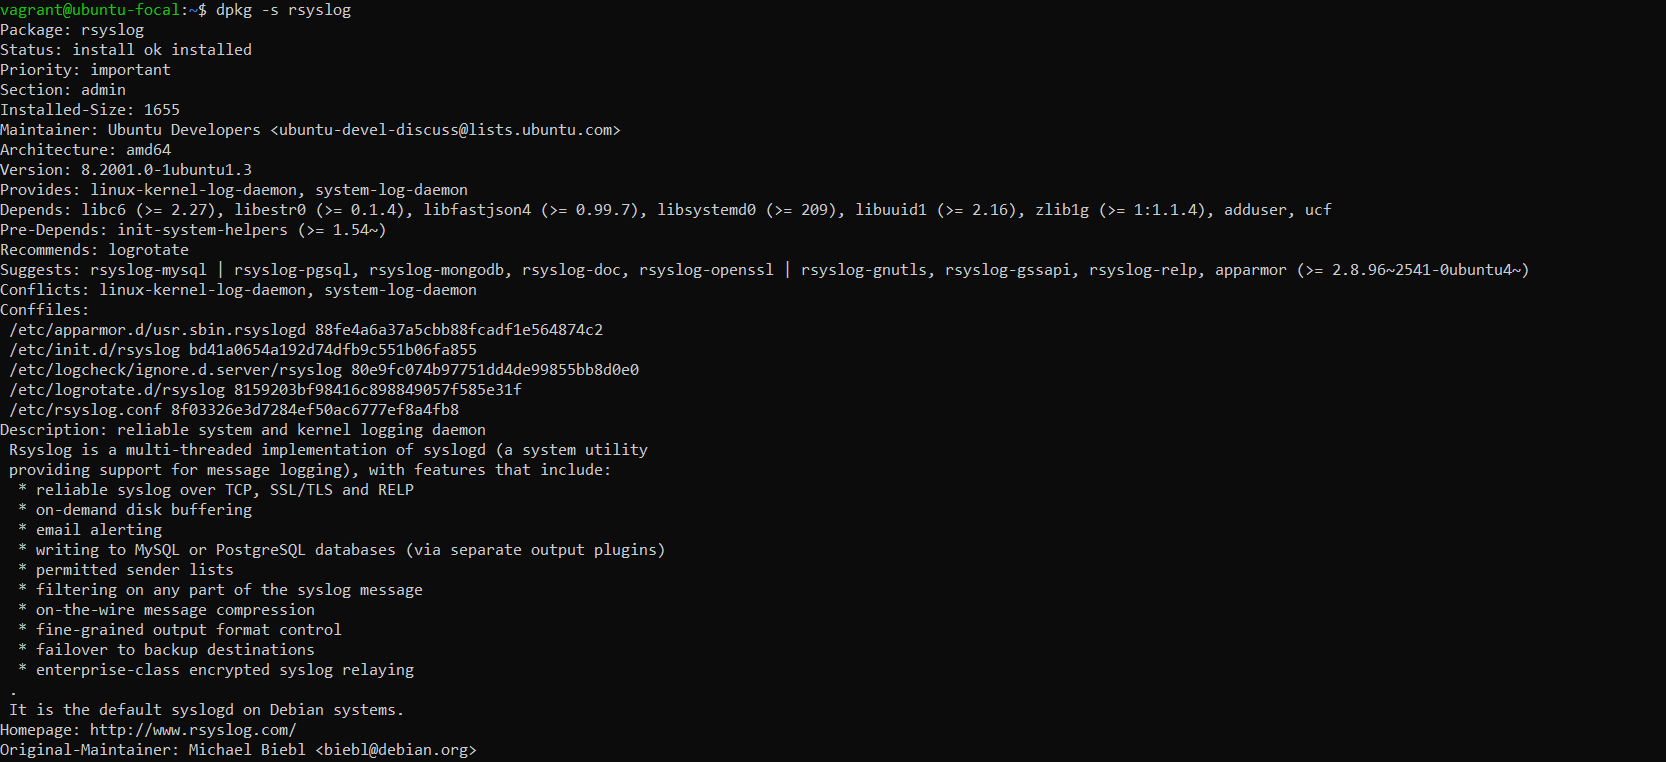 vagrant@ubuntu-focal:~$ dpkg -s rsyslog
Package: rsyslog
Status: install ok installed
Priority: important
Section: admin
Installed-Size: 1655
Maintainer: Ubuntu Developers <ubuntu-devel-discuss@lists.ubuntu.com>
Architecture: amd64
Version: 8.2001.0-1ubuntu1.3
Provides: linux-kernel-log-daemon, system-log-daemon
Depends: libc6 (>= 2.27), libestr0 (>= 0.1.4), libfastjson4 (>= 0.99.7), libsystemd0 (>= 209), libuuid1 (>= 2.16), zlib1g (>= 1:1.1.4), adduser, ucf
Pre-Depends: init-system-helpers (>= 1.54~)
Recommends: logrotate
Suggests: rsyslog-mysql | rsyslog-pgsql, rsyslog-mongodb, rsyslog-doc, rsyslog-openssl | rsyslog-gnutls, rsyslog-gssapi, rsyslog-relp, apparmor (>= 2.8.96~2541-0ubuntu4~)
Conflicts: linux-kernel-log-daemon, system-log-daemon
Conffiles:
 /etc/apparmor.d/usr.sbin.rsyslogd 88fe4a6a37a5cbb88fcadf1e564874c2
 /etc/init.d/rsyslog bd41a0654a192d74dfb9c551b06fa855
 /etc/logcheck/ignore.d.server/rsyslog 80e9fc074b97751dd4de99855bb8d0e0
 /etc/logrotate.d/rsyslog 8159203bf98416c898849057f585e31f
 /etc/rsyslog.conf 8f03326e3d7284ef50ac6777ef8a4fb8
Description: reliable system and kernel logging daemon
 Rsyslog is a multi-threaded implementation of syslogd (a system utility
 providing support for message logging), with features that include:
  * reliable syslog over TCP, SSL/TLS and RELP
  * on-demand disk buffering
  * email alerting
  * writing to MySQL or PostgreSQL databases (via separate output plugins)
  * permitted sender lists
  * filtering on any part of the syslog message
  * on-the-wire message compression
  * fine-grained output format control
  * failover to backup destinations
  * enterprise-class encrypted syslog relaying
 .
 It is the default syslogd on Debian systems.
Homepage: http://www.rsyslog.com/
Original-Maintainer: Michael Biebl <biebl@debian.org>